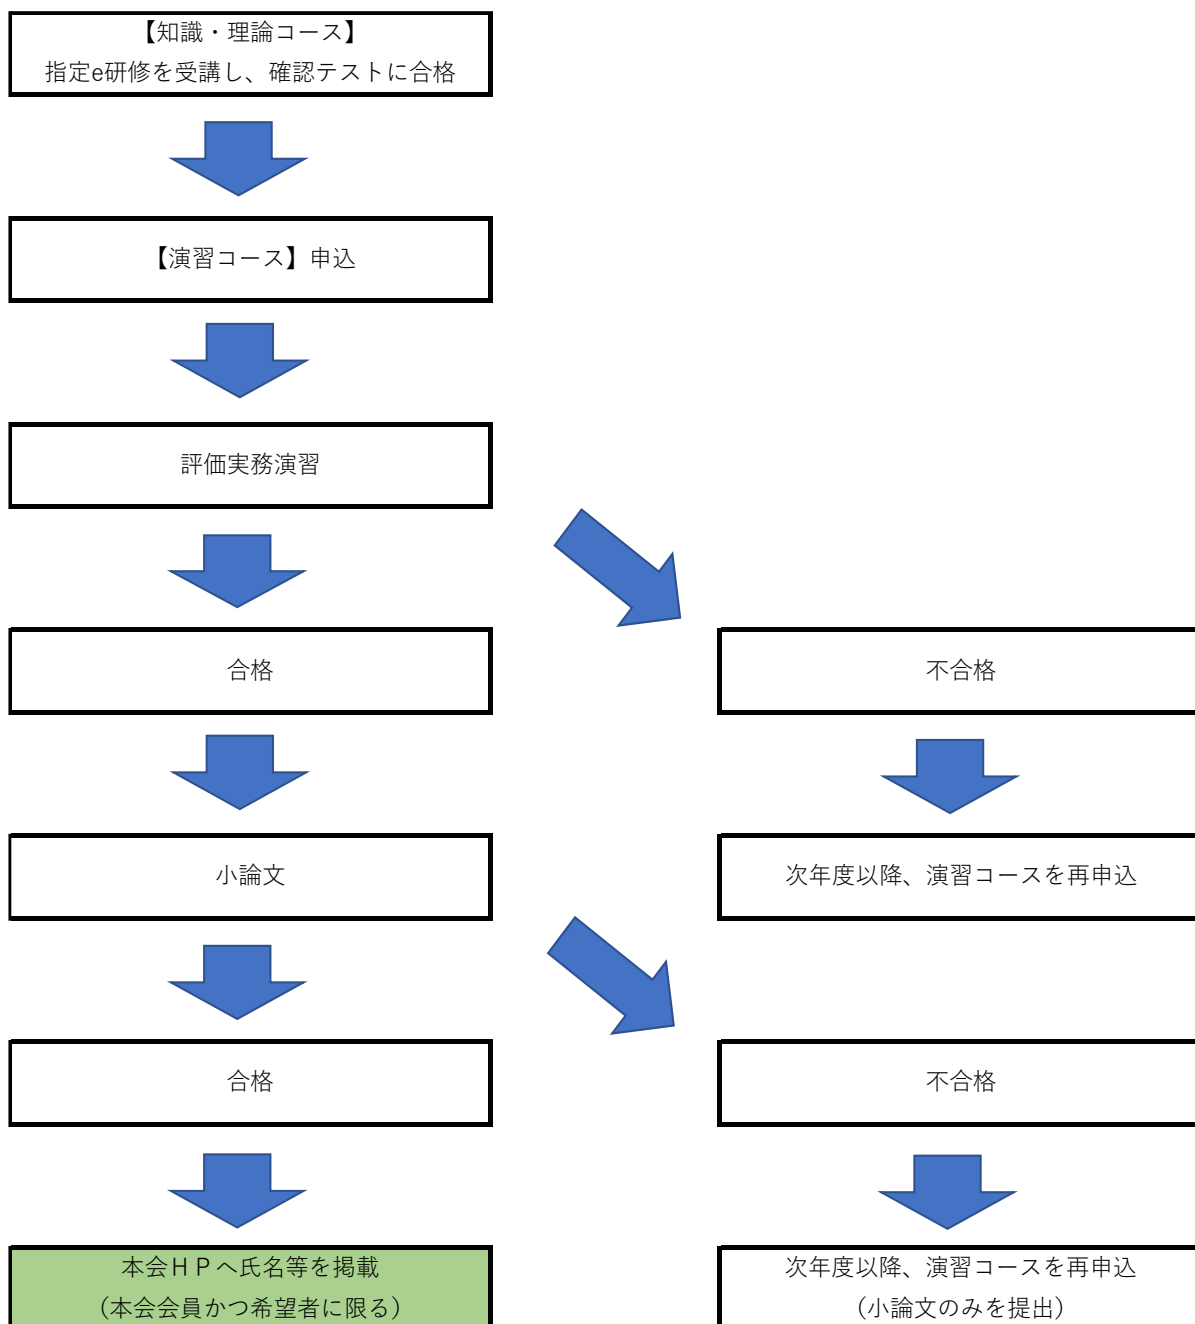 【知識・理論コース】
指定e研修を受講し、確認テストに合格
【演習コース】申込
評価実務演習
合格
不合格
小論文
次年度以降、演習コースを再申込
合格
不合格
本会ＨＰへ氏名等を掲載
（本会会員かつ希望者に限る）
次年度以降、演習コースを再申込
（小論文のみを提出）